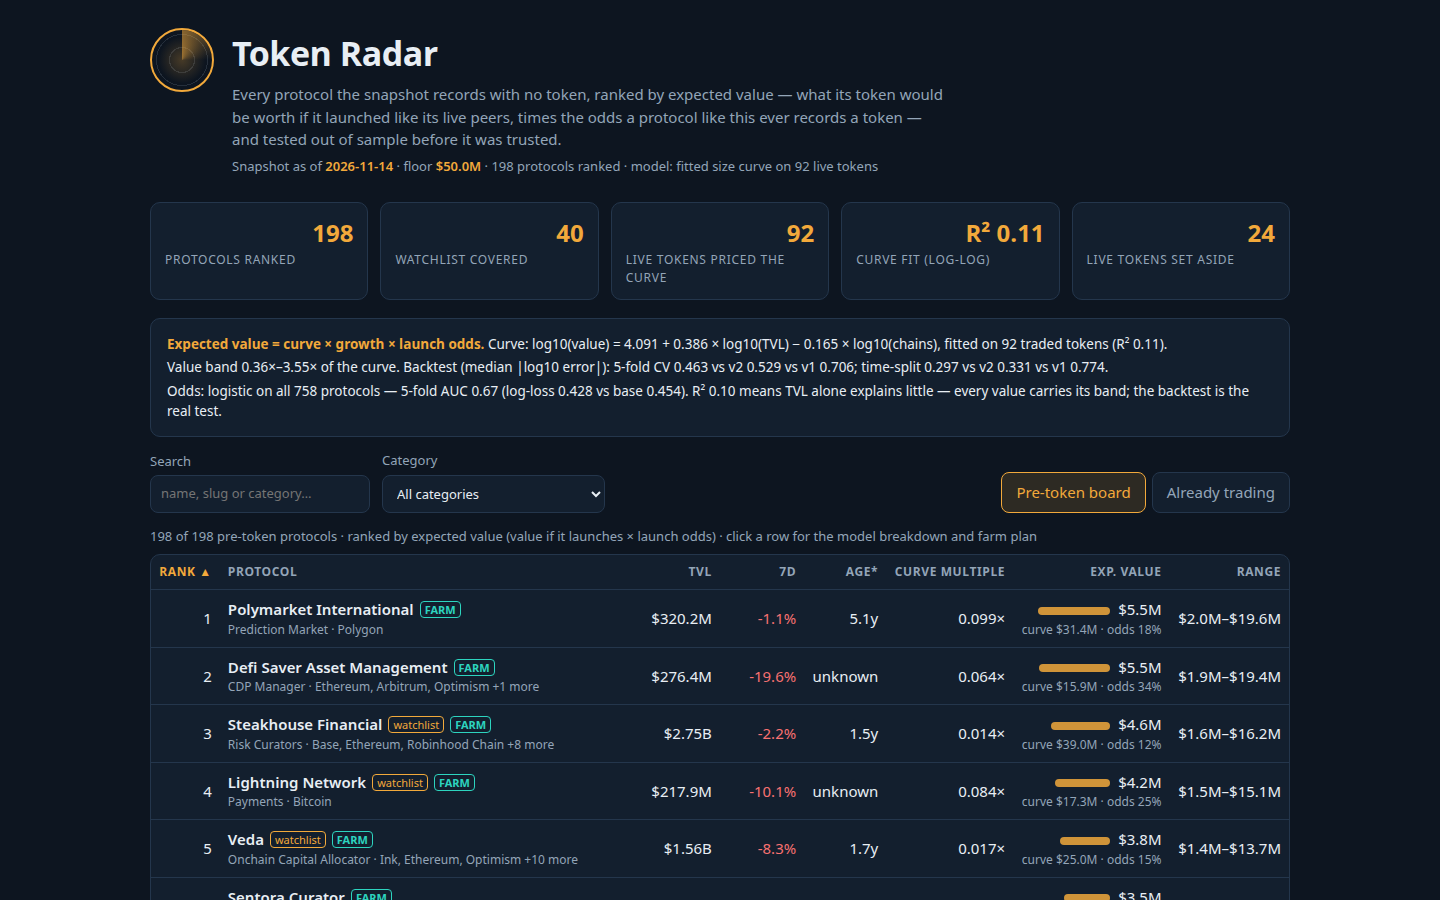 Token Radar
Every protocol the snapshot records with no token, ranked by expected value — what its token would
be worth if it launched like its live peers, times the odds a protocol like this ever records a token —
and tested out of sample before it was trusted.
Snapshot as of 2026-11-14 · floor $50.0M · 198 protocols ranked · model: fitted size curve on 92 live tokens
198
PROTOCOLS RANKED
40
WATCHLIST COVERED
92
LIVE TOKENS PRICED THE
CURVE
R² 0.11
CURVE FIT (LOG-LOG)
24
LIVE TOKENS SET ASIDE
Expected value = curve × growth × launch odds. Curve: log10(value) = 4.091 + 0.386 × log10(TVL) − 0.165 × log10(chains), fitted on 92 traded tokens (R² 0.11).
Value band 0.36×–3.55× of the curve. Backtest (median |log10 error|): 5-fold CV 0.463 vs v2 0.529 vs v1 0.706; time-split 0.297 vs v2 0.331 vs v1 0.774.
Odds: logistic on all 758 protocols — 5-fold AUC 0.67 (log-loss 0.428 vs base 0.454). R² 0.10 means TVL alone explains little — every value carries its band; the backtest is the
real test.
Search
Category
name, slug or category...
All categories
Pre-token board
Already trading
198 of 198 pre-token protocols · ranked by expected value (value if it launches × launch odds) · click a row for the model breakdown and farm plan
RANK ▲ PROTOCOL TVL 7D AGE* CURVE MULTIPLE EXP. VALUE RANGE
1 Polymarket International FARM $320.2M -1.1% 5.1y 0.099× $5.5M $2.0M–$19.6M
Prediction Market · Polygon curve $31.4M · odds 18%
2 Defi Saver Asset Management FARM $276.4M -19.6% unknown 0.064× $5.5M $1.9M–$19.4M
CDP Manager · Ethereum, Arbitrum, Optimism +1 more curve $15.9M · odds 34%
3 Steakhouse Financial watchlist FARM $2.75B -2.2% 1.5y 0.014× $4.6M $1.6M–$16.2M
Risk Curators · Base, Ethereum, Robinhood Chain +8 more curve $39.0M · odds 12%
4 Lightning Network watchlist FARM $217.9M -10.1% unknown 0.084× $4.2M $1.5M–$15.1M
Payments · Bitcoin curve $17.3M · odds 25%
5 Veda watchlist FARM $1.56B -8.3% 1.7y 0.017× $3.8M $1.4M–$13.7M
Onchain Capital Allocator · Ink, Ethereum, Optimism +10 more curve $25.0M · odds 15%
Sentora Curator FARM $3.5M